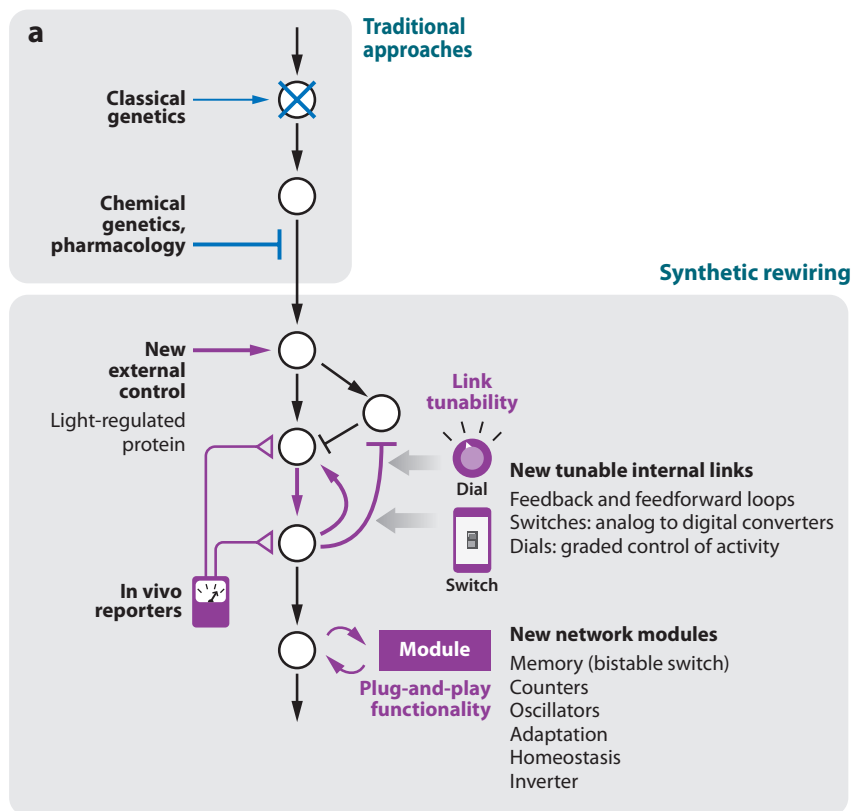 a
Traditional
approaches
Classical
genetics
Chemical
genetics,
pharmacology
Synthetic rewiring
New
external
control
Light-regulated
protein
Link
tunability
Dial
Switch
New tunable internal links
Feedback and feedforward loops
Switches: analog to digital converters
Dials: graded control of activity
In vivo
reporters
Module
Plug-and-play
functionality
New network modules
Memory (bistable switch)
Counters
Oscillators
Adaptation
Homeostasis
Inverter